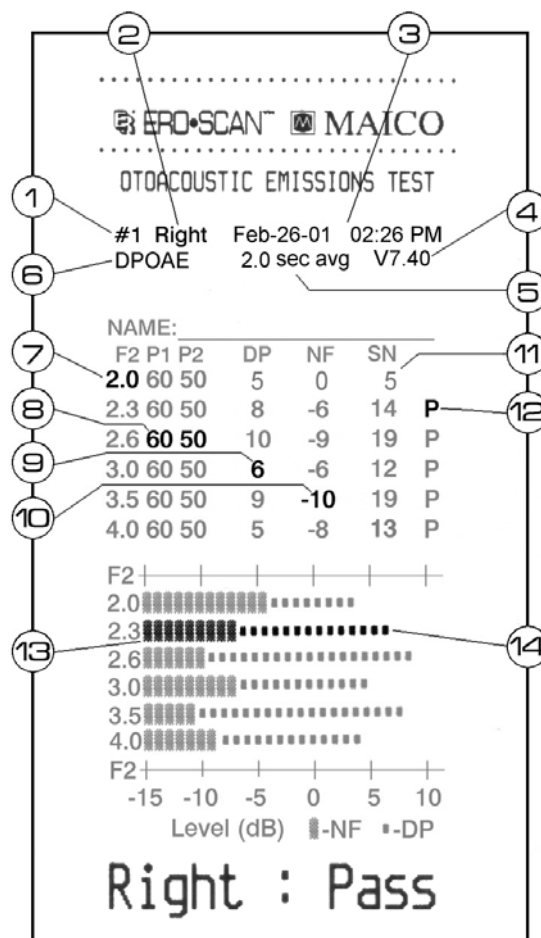 2 3
ERO•SCAN™ MAICO
OTOACOUSTIC EMISSIONS TEST
1 4
#1 Right Feb-26-01 02:26 PM
6 DPOAE 2.0 sec avg V7.40
5
NAME:
7 F2 P1 P2 DP NF SN 11
2.0 60 50 5 0 5
8 2.3 60 50 8 -6 14 P 12
2.6 60 50 10 -9 19 P
9 3.0 60 50 6 -6 12 P
10 3.5 60 50 9 -10 19 P
4.0 60 50 5 -8 13 P
F2
2.0
13 2.3 14
2.6
3.0
3.5
4.0
F2
-15 -10 -5 0 5 10
Level (dB) -NF -DP
Right : Pass